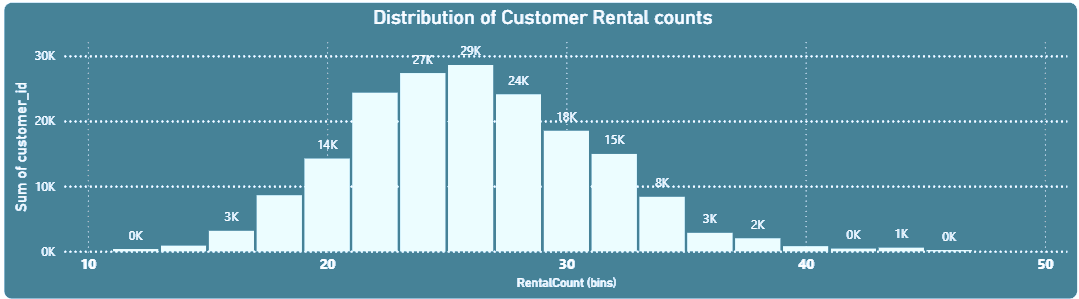 Distribution of Customer Rental counts
Sum of customer_id
30K
20K
10K
0K
0K
3K
14K
27K
29K
24K
18K
15K
8K
3K
2K
0K
1K
0K
10
20
30
40
50
RentalCount (bins)